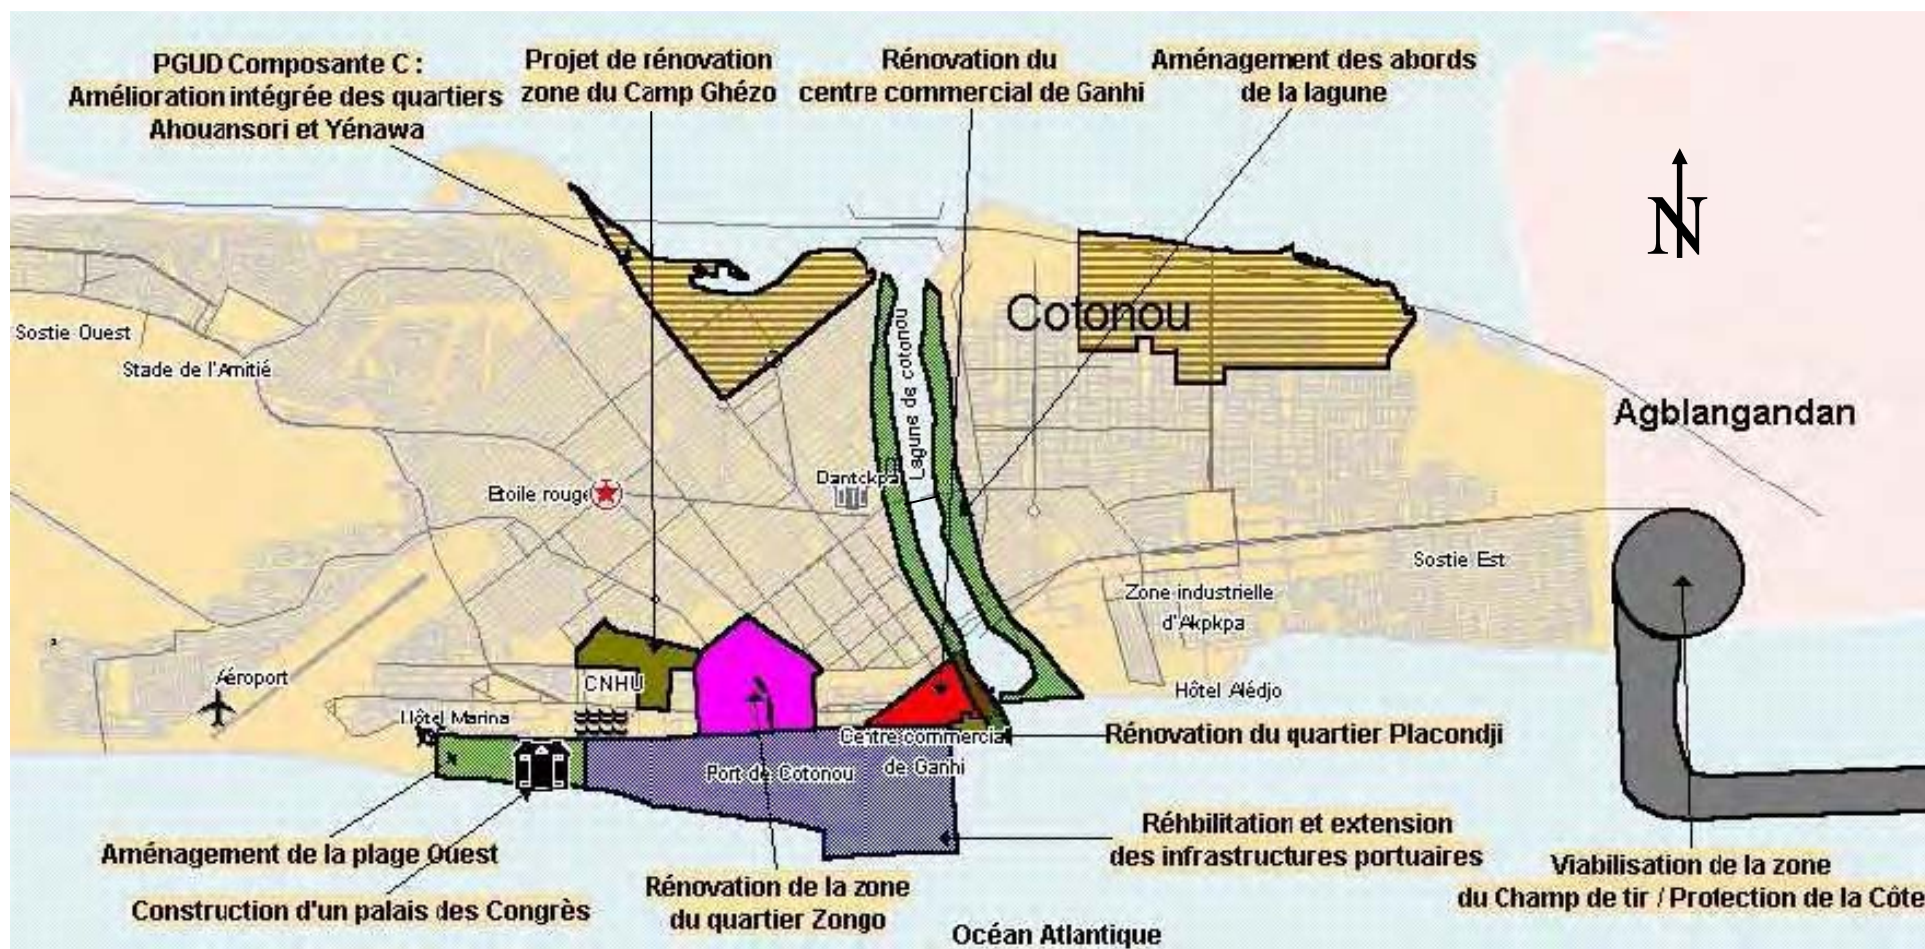 PGUD Composante C :
Amélioration intégrée des quartiers
Ahouansori et Yénawa
Projet de rénovation
zone du Camp Ghézo
Rénovation du
centre commercial de Ganhi
Aménagement des abords
de la lagune
N
Cotonou
Lagune de cotonou
Sostie Ouest
Stade de l'Amitié
Agblangandan
Etoile rouge
Dantckpa
Sostie Est
Zone industrielle
d'Akpkpa
Aéroport
CNHU
Hôtel Alédjo
Hôtel Marina
Centre commercial
de Ganhi
Port de Cotonou
Rénovation du quartier Placondji
Aménagement de la plage Ouest
Construction d'un palais des Congrès
Rénovation de la zone
du quartier Zongo
Réhbilitation et extension
des infrastructures portuaires
Viabilisation de la zone
du Champ de tir / Protection de la Côte
Océan Atlantique